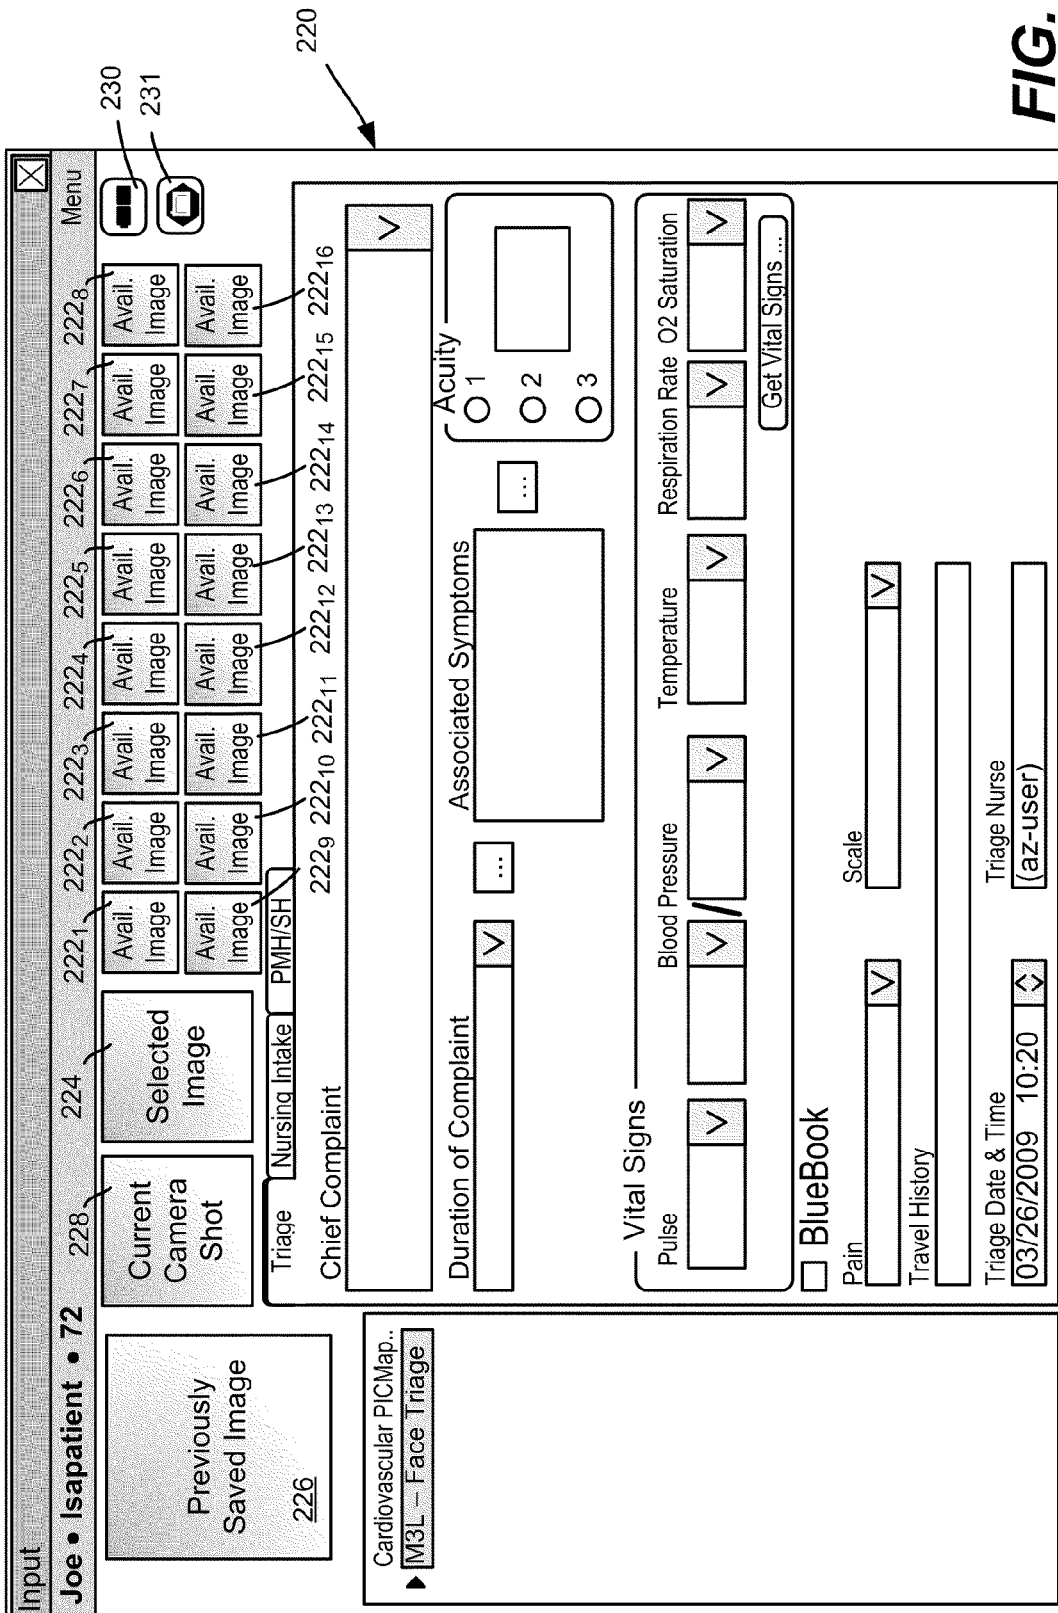 Input
Joe • Isapatient • 72
Menu
228
224
222₁
222₂
222₃
222₄
222₅
222₆
222₇
222₈
230
231
220
Previously
Saved Image
226
Current
Camera
Shot
Selected
Image
Avail.
Image
Avail.
Image
Avail.
Image
Avail.
Image
Avail.
Image
Avail.
Image
Avail.
Image
Avail.
Image
Avail.
Image
Avail.
Image
Avail.
Image
Avail.
Image
Avail.
Image
Avail.
Image
Avail.
Image
Avail.
Image
222₉
222₁₀
222₁₁
222₁₂
222₁₃
222₁₄
222₁₅
222₁₆
Cardiovascular PICMap..
M3L – Face Triage
Triage
Nursing Intake
PMH/SH
Chief Complaint
Duration of Complaint
...
Associated Symptoms
...
Acuity
1
2
3
Vital Signs
Pulse
Blood Pressure
/
Temperature
Respiration Rate
O2 Saturation
Get Vital Signs ...
BlueBook
Pain
Scale
Travel History
Triage Date & Time
03/26/2009 10:20
Triage Nurse
(az-user)
FIG.